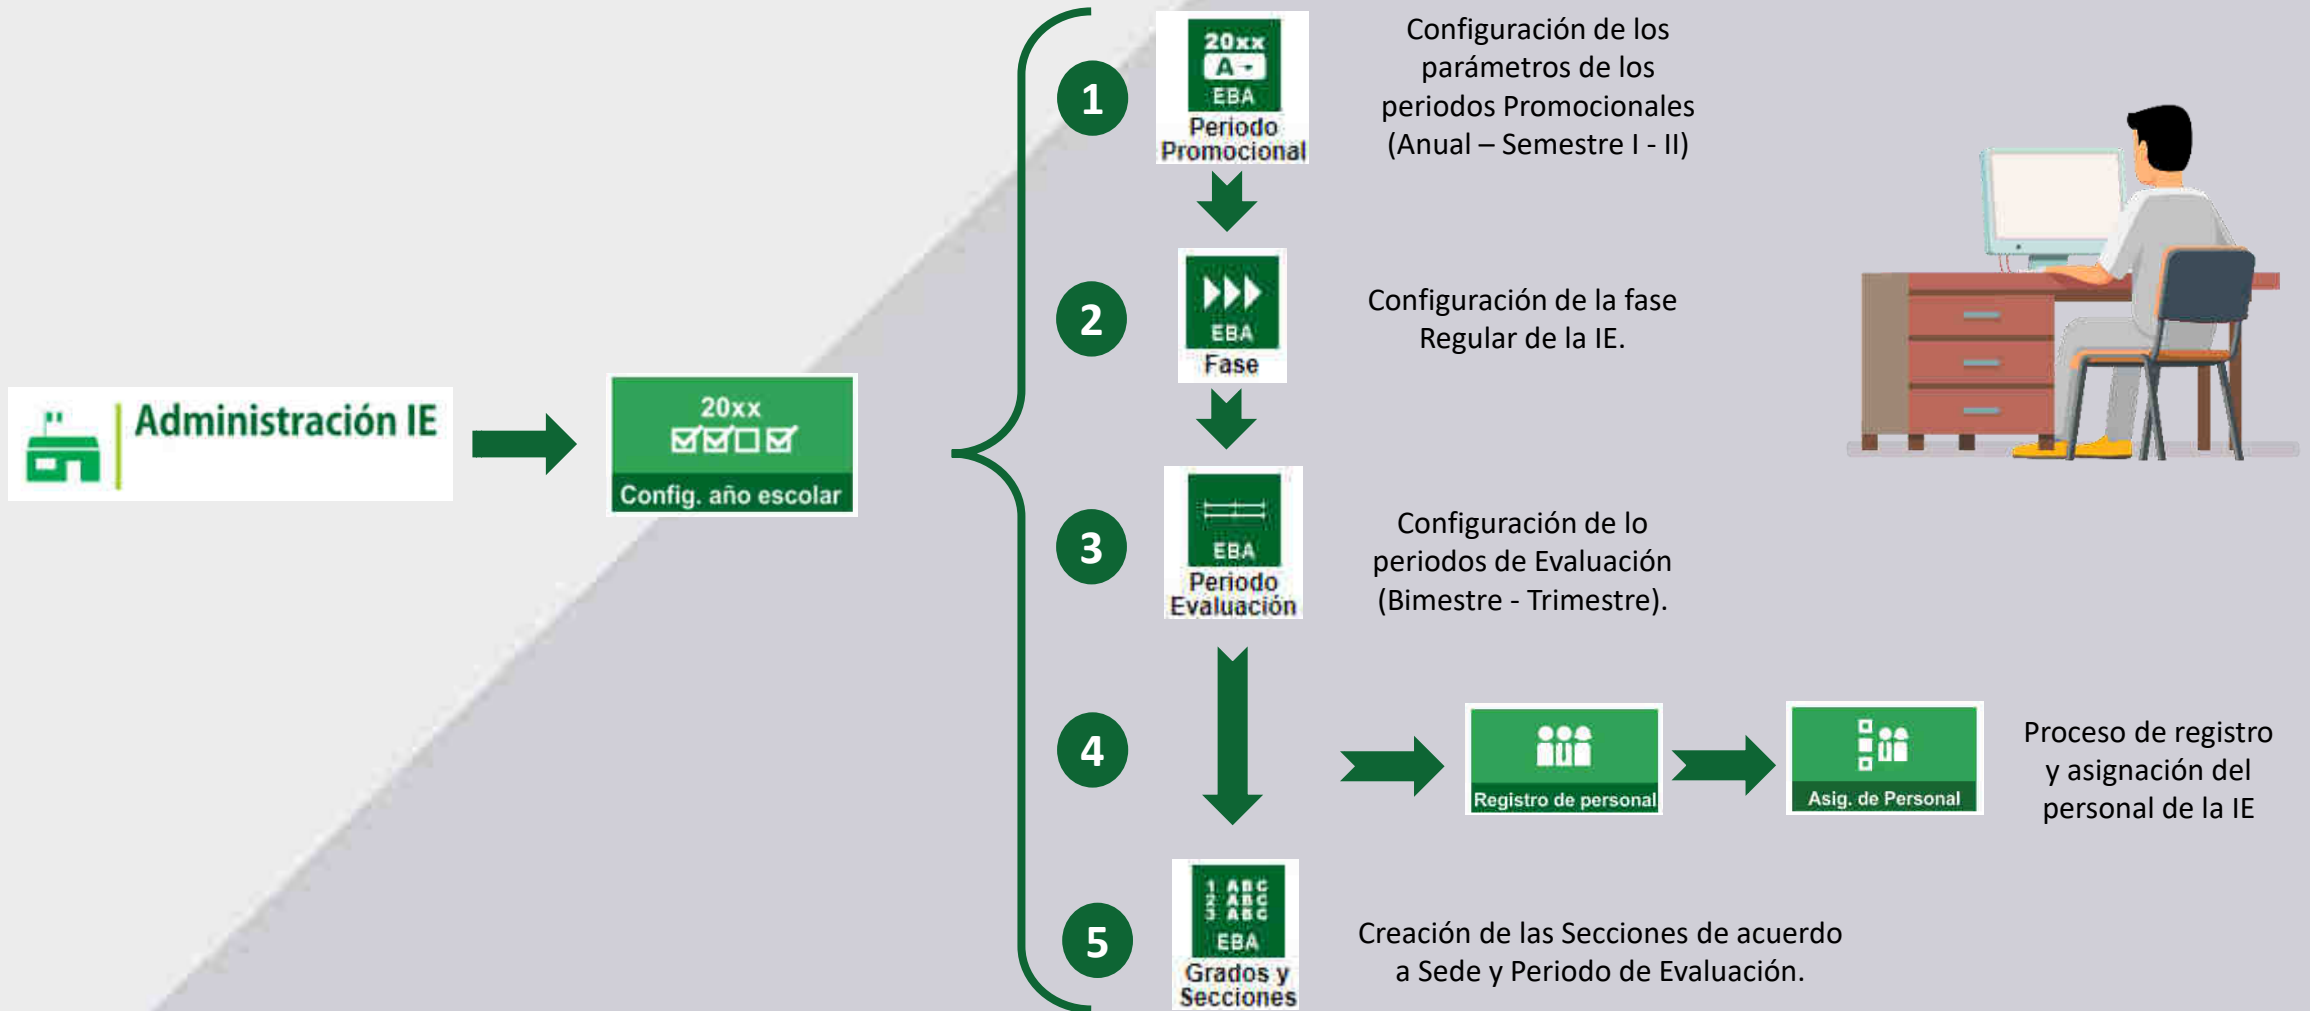 Administración IE
20xx
Config. año escolar
1
20xx
A
EBA
Periodo
Promocional
Configuración de los
parámetros de los
periodos Promocionales
(Anual – Semestre I - II)
2
EBA
Fase
Configuración de la fase
Regular de la IE.
3
EBA
Periodo
Evaluación
Configuración de lo
periodos de Evaluación
(Bimestre - Trimestre).
4
Registro de personal
Asig. de Personal
Proceso de registro
y asignación del
personal de la IE
5
1 ABC
2 ABC
3 ABC
EBA
Grados y
Secciones
Creación de las Secciones de acuerdo
a Sede y Periodo de Evaluación.